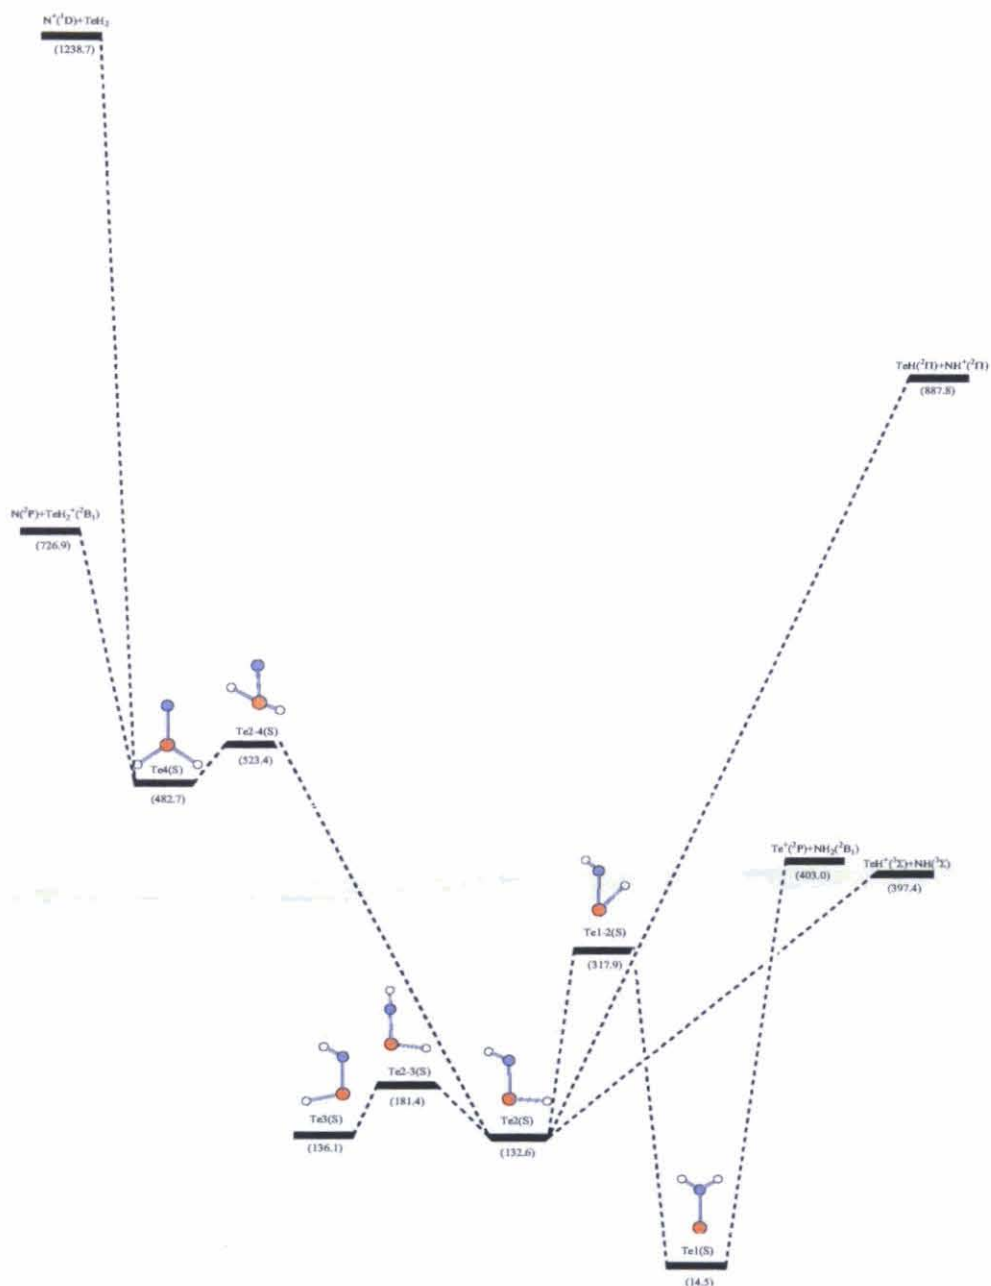 N⁺(¹D)+TeH₂
(1238.7)
TeH(²Π)+NH⁺(²Π)
(887.8)
N(²P)+TeH₂⁺(²B₁)
(726.9)
Te2-4(S)
(523.4)
Te4(S)
(482.7)
Te⁺(²P)+NH₂(²B₁)
(403.0)
TeH⁺(³Σ)+NH(³Σ)
(397.4)
Te1-2(S)
(317.9)
Te2-3(S)
(181.4)
Te3(S)
(136.1)
Te2(S)
(132.6)
Te1(S)
(14.5)